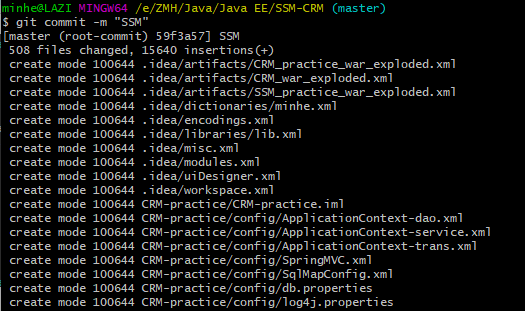 minhe@LAZI MINGW64 /e/ZMH/Java/Java EE/SSM-CRM (master)
$ git commit -m "SSM"
[master (root-commit) 59f3a57] SSM
 508 files changed, 15640 insertions(+)
 create mode 100644 .idea/artifacts/CRM_practice_war_exploded.xml
 create mode 100644 .idea/artifacts/CRM_war_exploded.xml
 create mode 100644 .idea/artifacts/SSM_practice_war_exploded.xml
 create mode 100644 .idea/dictionaries/minhe.xml
 create mode 100644 .idea/encodings.xml
 create mode 100644 .idea/libraries/lib.xml
 create mode 100644 .idea/misc.xml
 create mode 100644 .idea/modules.xml
 create mode 100644 .idea/uiDesigner.xml
 create mode 100644 .idea/workspace.xml
 create mode 100644 CRM-practice/CRM-practice.iml
 create mode 100644 CRM-practice/config/ApplicationContext-dao.xml
 create mode 100644 CRM-practice/config/ApplicationContext-service.xml
 create mode 100644 CRM-practice/config/ApplicationContext-trans.xml
 create mode 100644 CRM-practice/config/SpringMVC.xml
 create mode 100644 CRM-practice/config/SqlMapConfig.xml
 create mode 100644 CRM-practice/config/db.properties
 create mode 100644 CRM-practice/config/log4j.properties